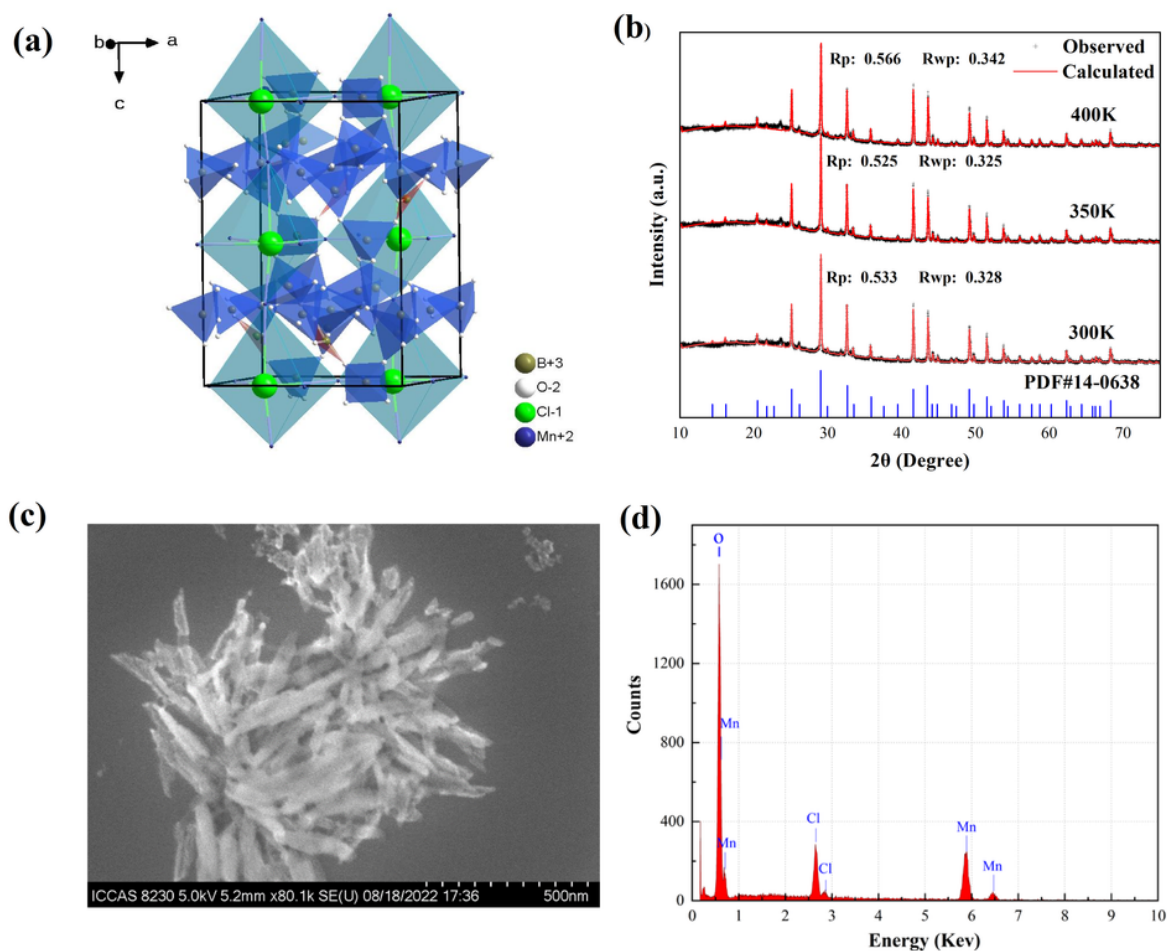 (a)
b
a
c
B+3
O-2
Cl-1
Mn+2
(b)
Observed
Calculated
Rp: 0.566 Rwp: 0.342
400K
Rp: 0.525 Rwp: 0.325
350K
Rp: 0.533 Rwp: 0.328
300K
PDF#14-0638
Intensity (a.u.)
10 20 30 40 50 60 70
2θ (Degree)
(c)
ICCAS 8230 5.0kV 5.2mm x80.1k SE(U) 08/18/2022 17:36 500nm
(d)
O
Mn
Mn
Cl
Cl
Mn
Mn
Counts
1600
1200
800
400
0
0 1 2 3 4 5 6 7 8 9 10
Energy (Kev)